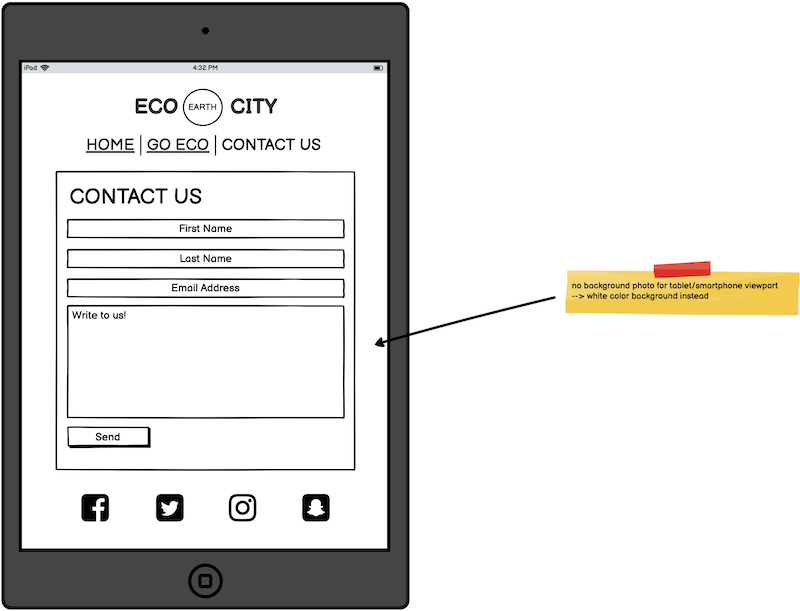 iPod 4:32 PM
ECO EARTH CITY
HOME GO ECO CONTACT US
CONTACT US
First Name
Last Name
Email Address
Write to us!
Send
no background photo for tablet/smartphone viewport
--> white color background instead